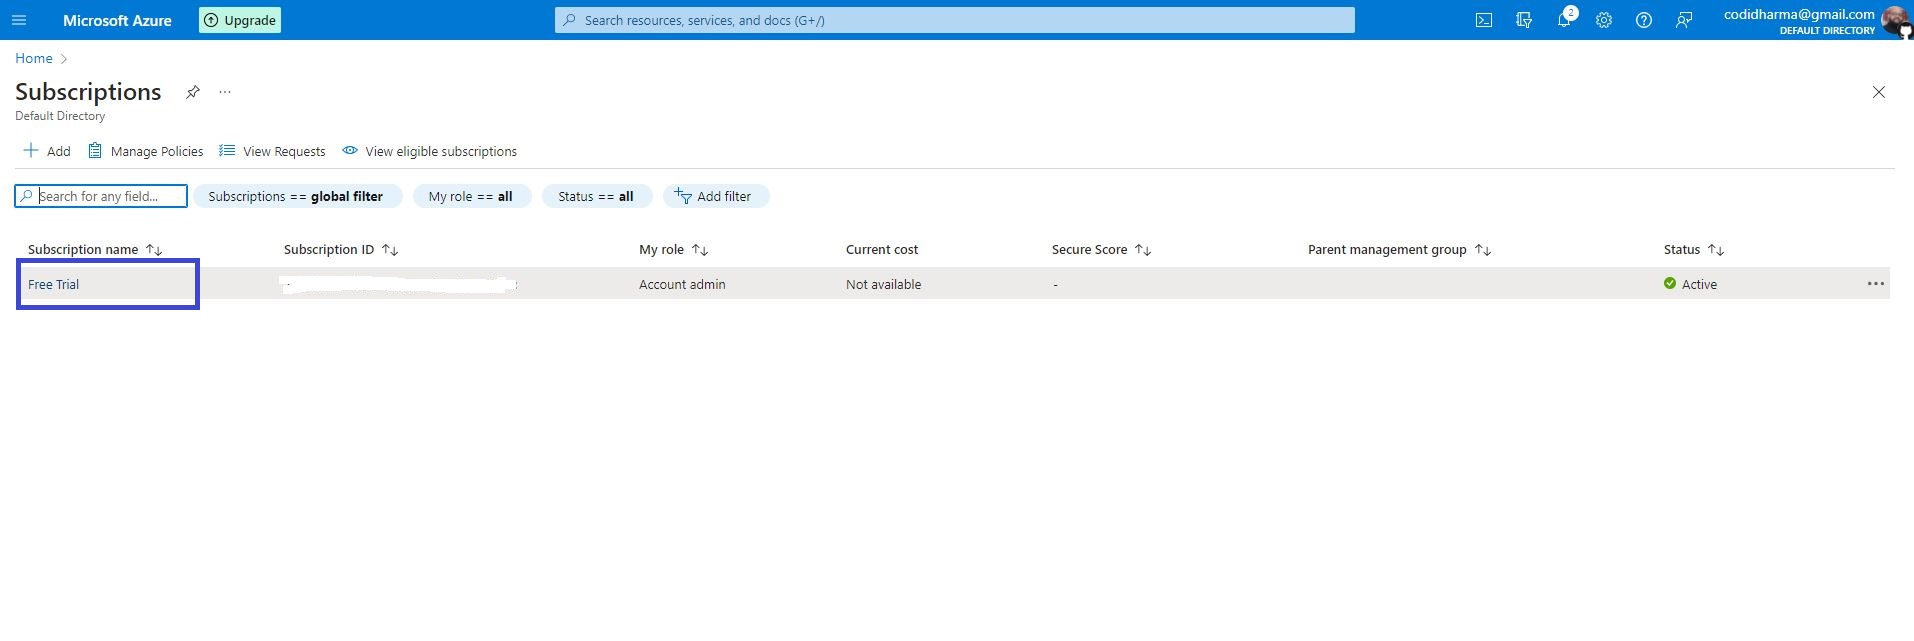 Microsoft Azure Upgrade Search resources, services, and docs (G+/) 2 codidharma@gmail.com
DEFAULT DIRECTORY
Home >
Subscriptions ...
Default Directory
+ Add Manage Policies View Requests View eligible subscriptions
Search for any field... Subscriptions == global filter My role == all Status == all Add filter
Subscription name ↑↓ Subscription ID ↑↓ My role ↑↓ Current cost Secure Score ↑↓ Parent management group ↑↓ Status ↑↓
Free Trial Account admin Not available - Active ...